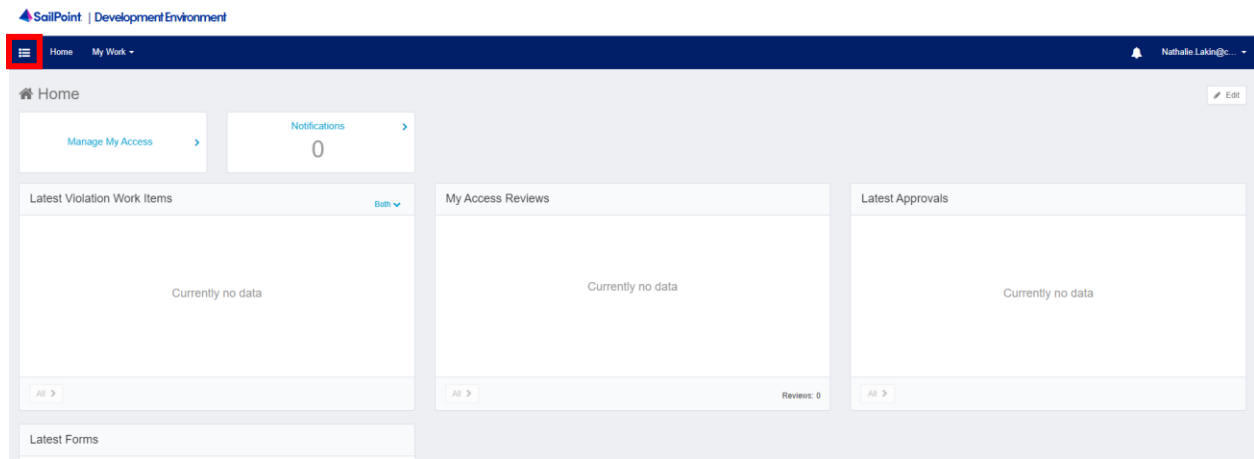 SailPoint. | Development Environment
Home My Work
Nathalie.Lakin@c...
Home
Edit
Manage My Access
Notifications
0
Latest Violation Work Items
Both
My Access Reviews
Latest Approvals
Currently no data
Currently no data
Currently no data
All
All
Reviews: 0
All
Latest Forms